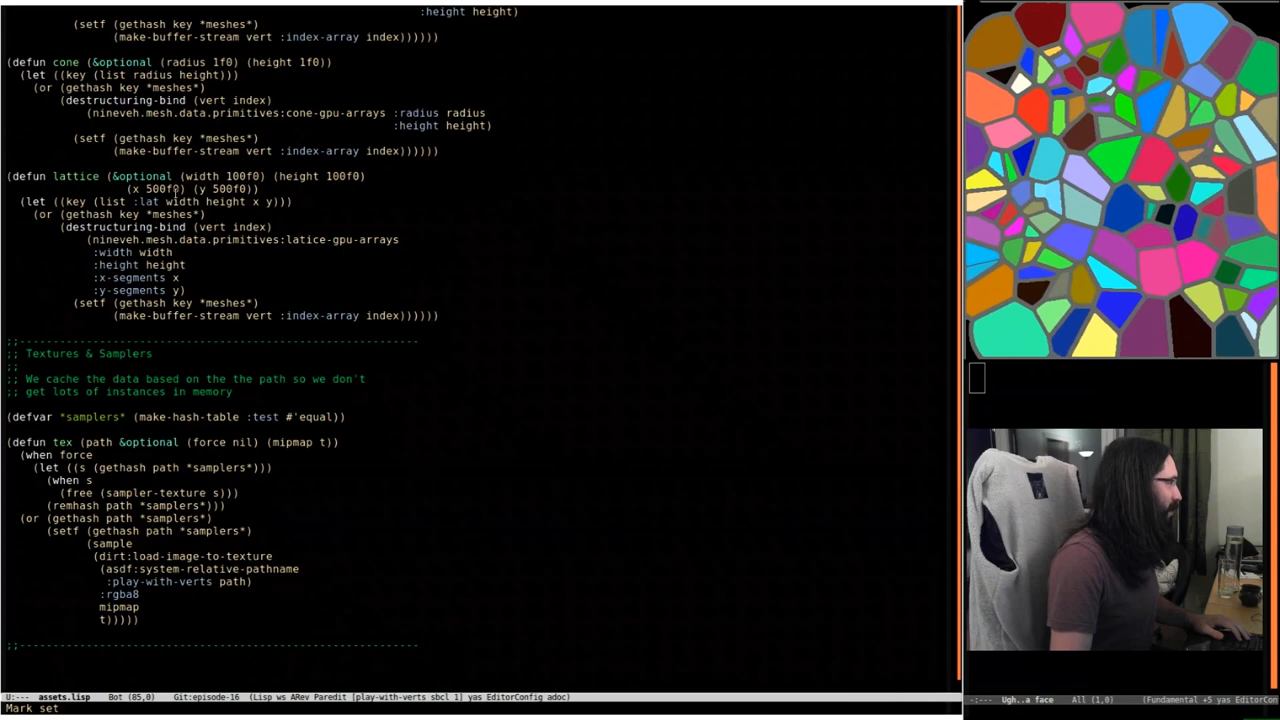 :height height)
(setf (gethash key *meshes*)
(make-buffer-stream vert :index-array index))))))
(defun cone (&optional (radius 1f0) (height 1f0))
(let ((key (list radius height)))
(or (gethash key *meshes*)
(destructuring-bind (vert index)
(nineveh.mesh.data.primitives:cone-gpu-arrays :radius radius
:height height)
(setf (gethash key *meshes*)
(make-buffer-stream vert :index-array index))))))
(defun lattice (&optional (width 100f0) (height 100f0)
(x 500f0) (y 500f0))
(let ((key (list :lat width height x y)))
(or (gethash key *meshes*)
(destructuring-bind (vert index)
(nineveh.mesh.data.primitives:latice-gpu-arrays
:width width
:height height
:x-segments x
:y-segments y)
(setf (gethash key *meshes*)
(make-buffer-stream vert :index-array index))))))
;;------------------------------------------------------------
;; Textures & Samplers
;;
;; We cache the data based on the the path so we don't
;; get lots of instances in memory
(defvar *samplers* (make-hash-table :test #'equal))
(defun tex (path &optional (force nil) (mipmap t))
(when force
(let ((s (gethash path *samplers*)))
(when s
(free (sampler-texture s)))
(remhash path *samplers*)))
(or (gethash path *samplers*)
(setf (gethash path *samplers*)
(sample
(dirt:load-image-to-texture
(asdf:system-relative-pathname
:play-with-verts path)
:rgba8
mipmap
t)))))
;;------------------------------------------------------------
U:--- assets.lisp Bot (85,0) Git:episode-16 (Lisp ws ARev Paredit [play-with-verts sbcl 1] yas EditorConfig adoc)
Mark set
-:--- Ugh..a face All (1,0) (Fundamental +5 yas EditorCon